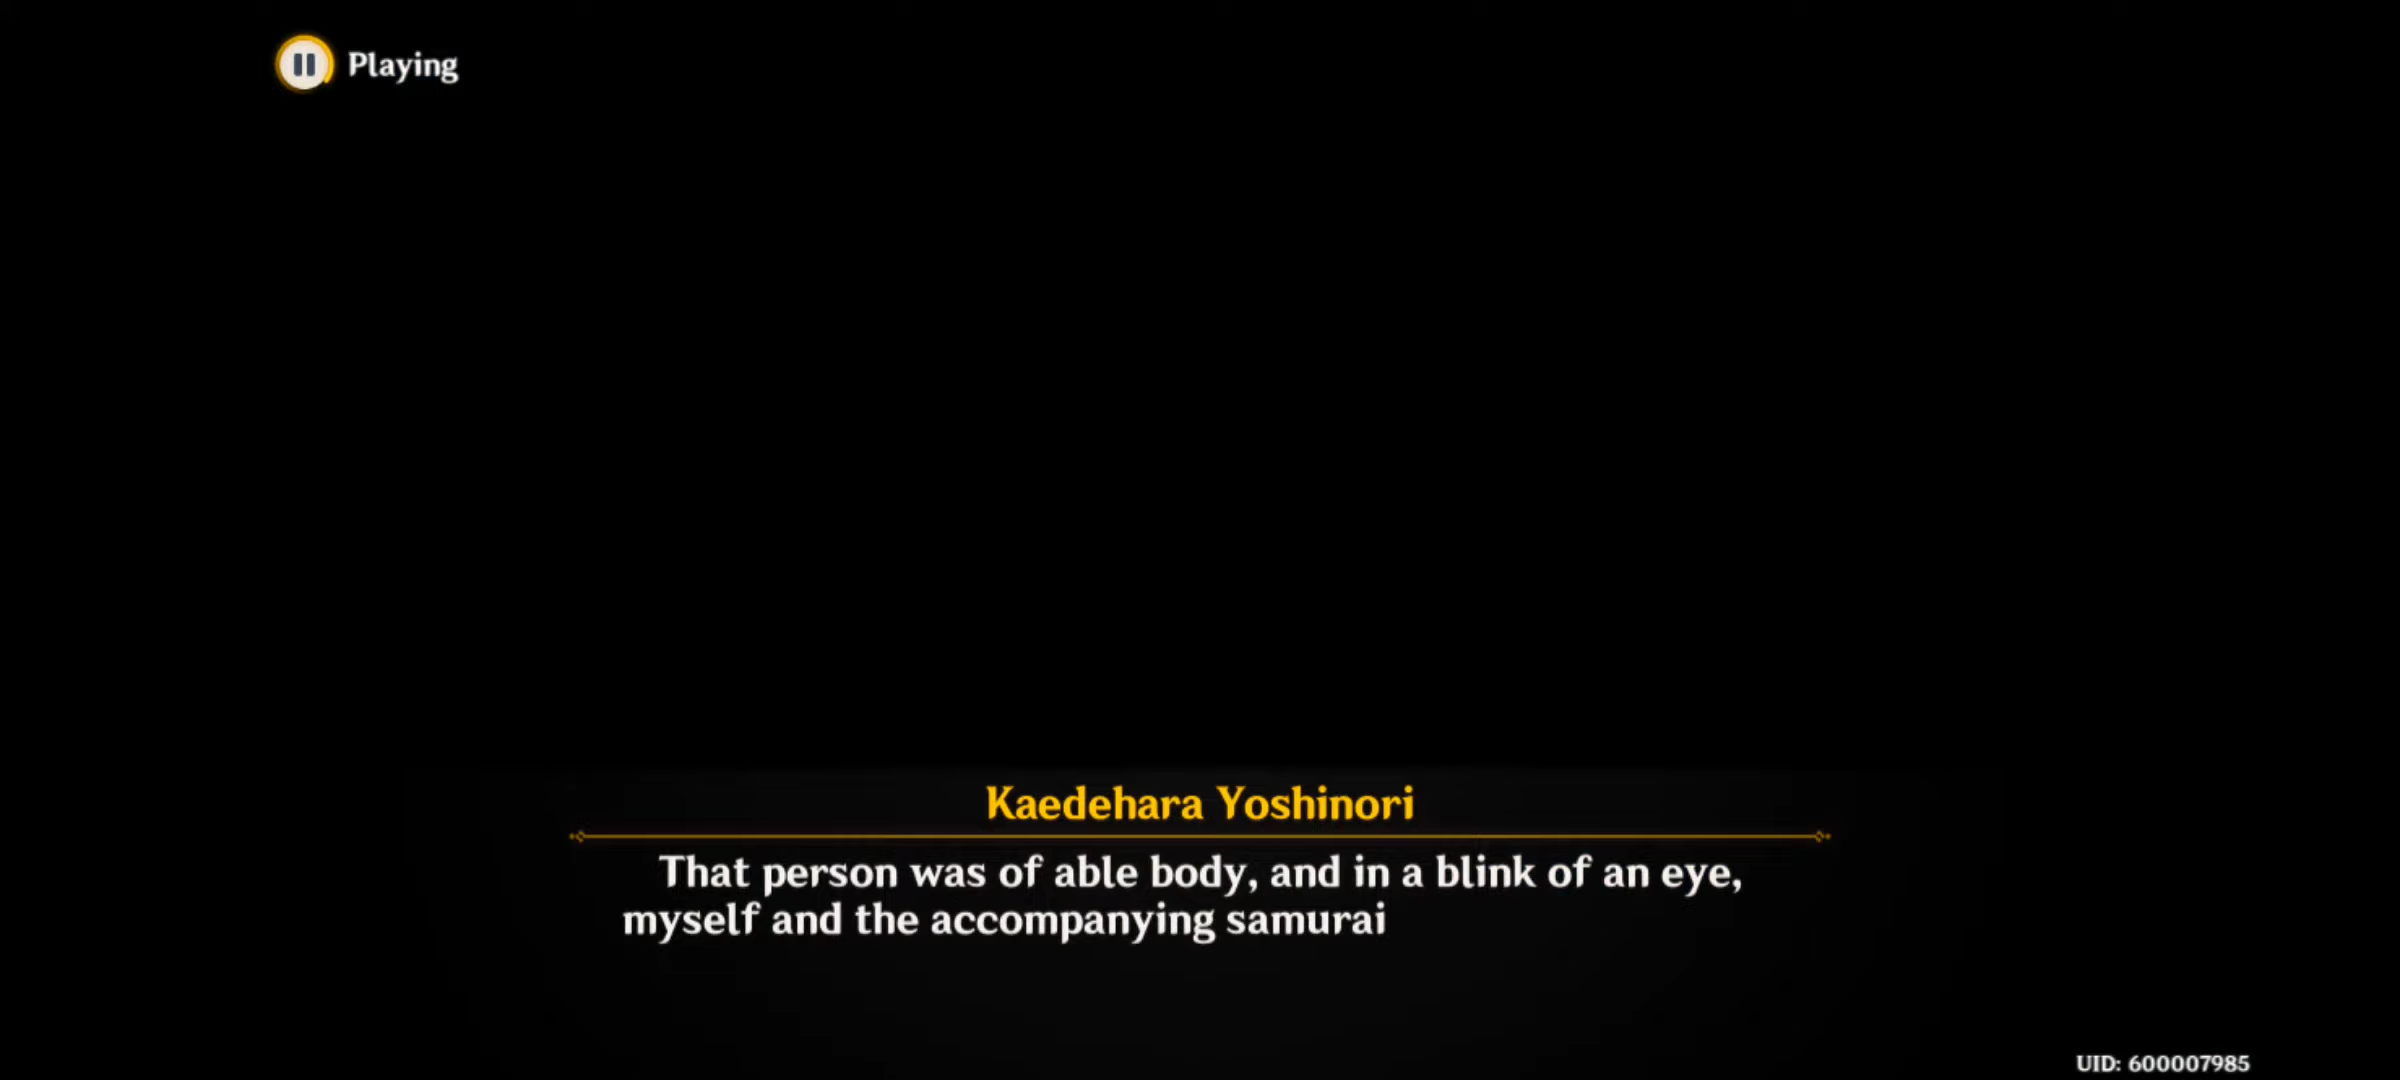 Playing
Kaedehara Yoshinori
That person was of able body, and in a blink of an eye,
myself and the accompanying samurai
UID: 600007985